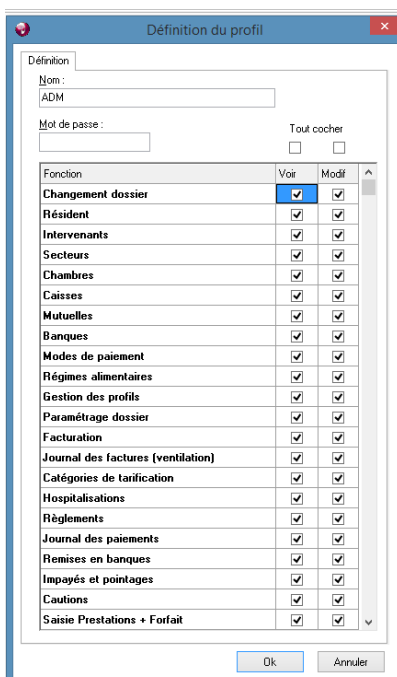 Définition du profil
Définition
Nom :
ADM
Mot de passe :
Tout cocher
Fonction Voir Modif
Changement dossier
Résident
Intervenants
Secteurs
Chambres
Caisses
Mutuelles
Banques
Modes de paiement
Régimes alimentaires
Gestion des profils
Paramétrage dossier
Facturation
Journal des factures (ventilation)
Catégories de tarification
Hospitalisations
Règlements
Journal des paiements
Remises en banques
Impayés et pointages
Cautions
Saisie Prestations + Forfait
Ok Annuler